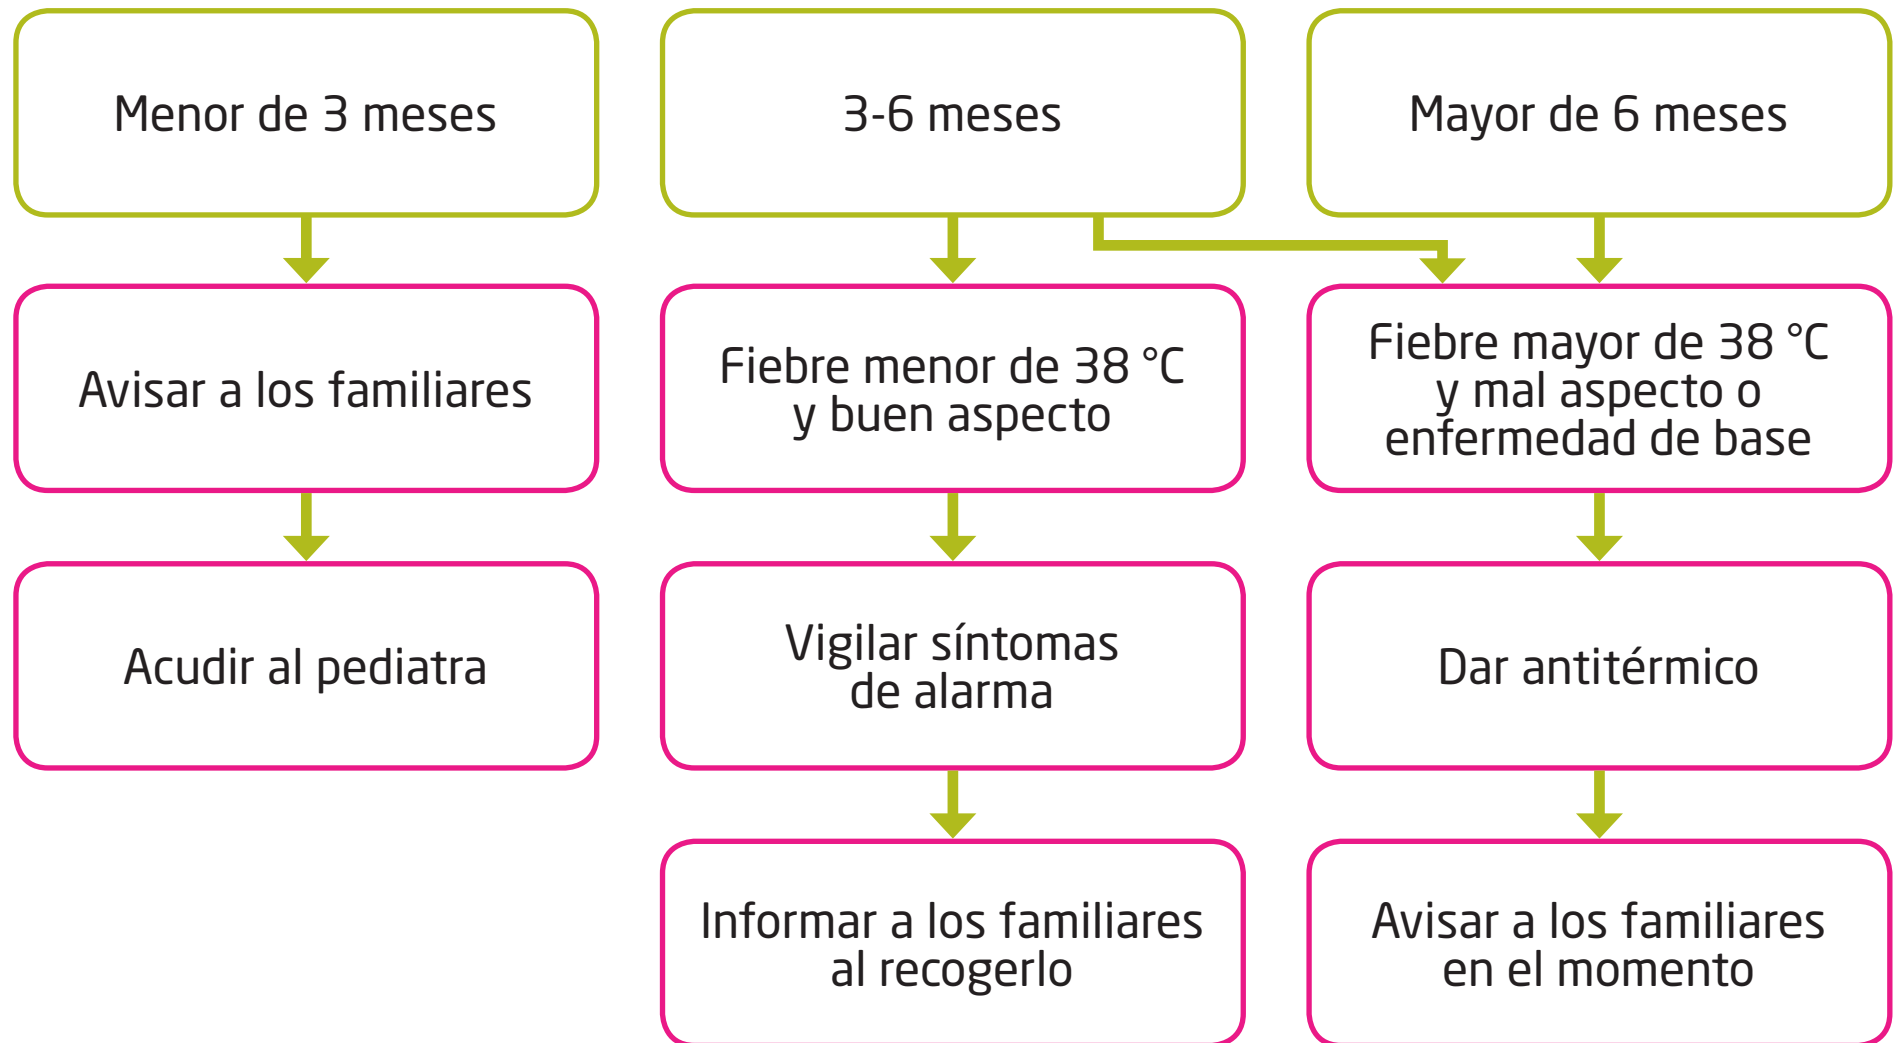 Menor de 3 meses
3-6 meses
Mayor de 6 meses
Avisar a los familiares
Fiebre menor de 38 °C
y buen aspecto
Fiebre mayor de 38 °C
y mal aspecto o
enfermedad de base
Acudir al pediatra
Vigilar síntomas
de alarma
Dar antitérmico
Informar a los familiares
al recogerlo
Avisar a los familiares
en el momento